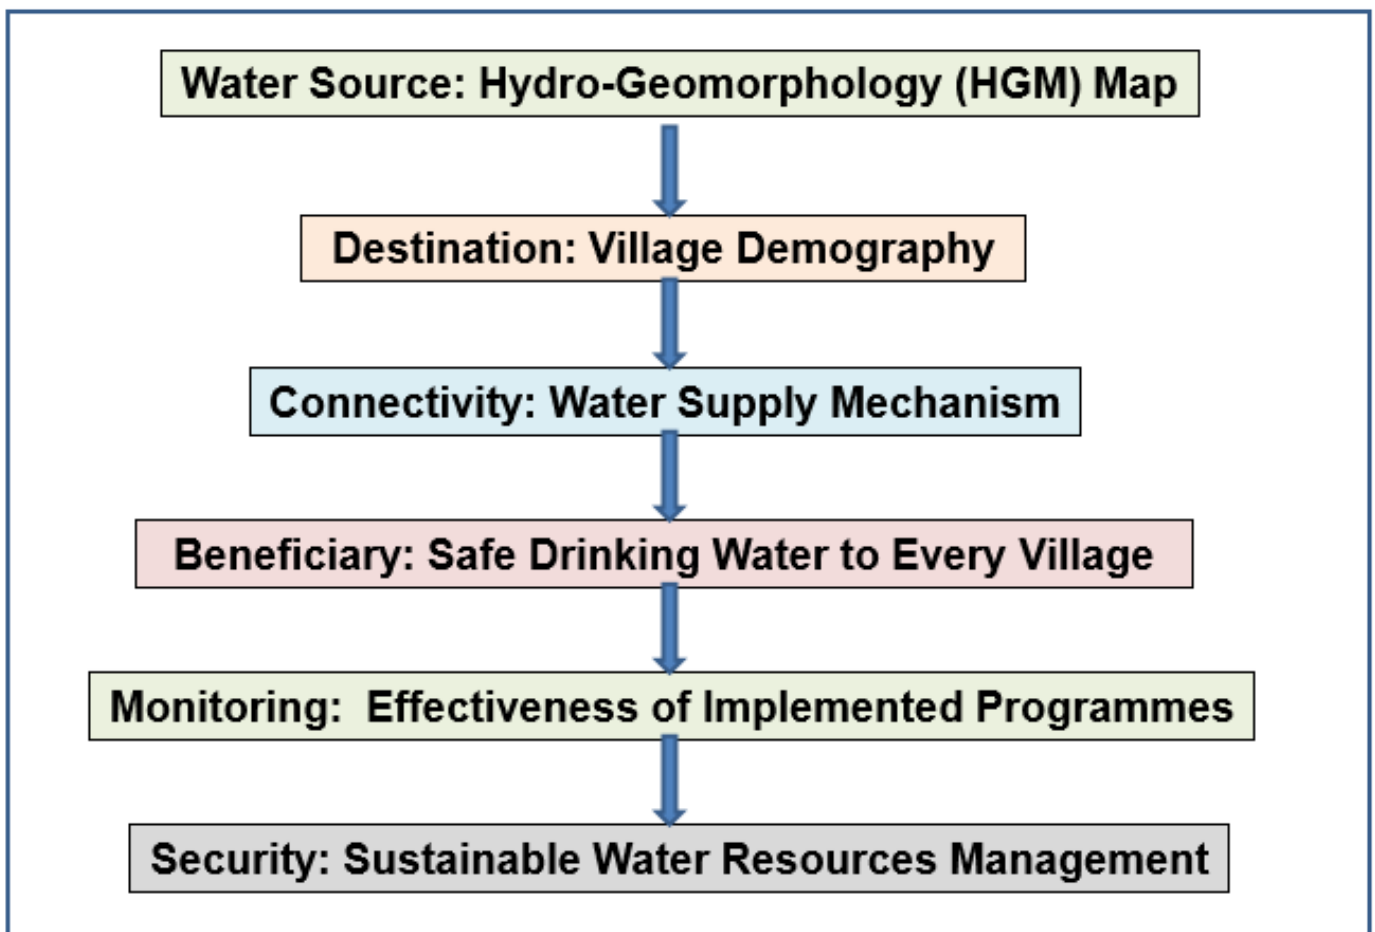 Water Source: Hydro-Geomorphology (HGM) Map
Destination: Village Demography
Connectivity: Water Supply Mechanism
Beneficiary: Safe Drinking Water to Every Village
Monitoring:  Effectiveness of Implemented Programmes
Security: Sustainable Water Resources Management